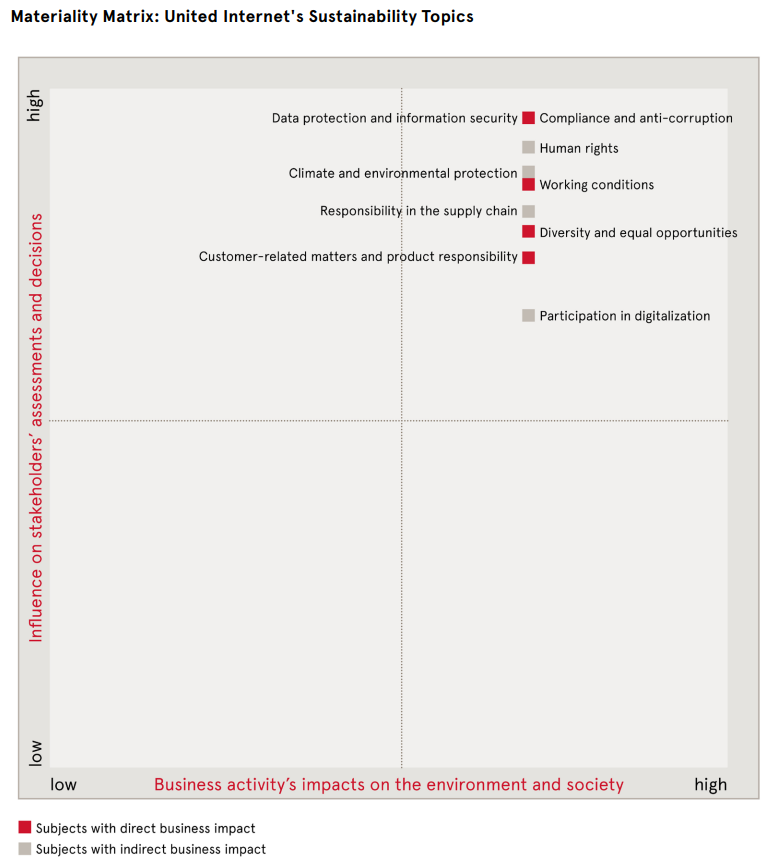 Materiality Matrix: United Internet's Sustainability Topics
high
Data protection and information security
Compliance and anti-corruption
Human rights
Climate and environmental protection
Working conditions
Responsibility in the supply chain
Diversity and equal opportunities
Customer-related matters and product responsibility
Participation in digitalization
Influence on stakeholders’ assessments and decisions
low
low
Business activity’s impacts on the environment and society
high
Subjects with direct business impact
Subjects with indirect business impact